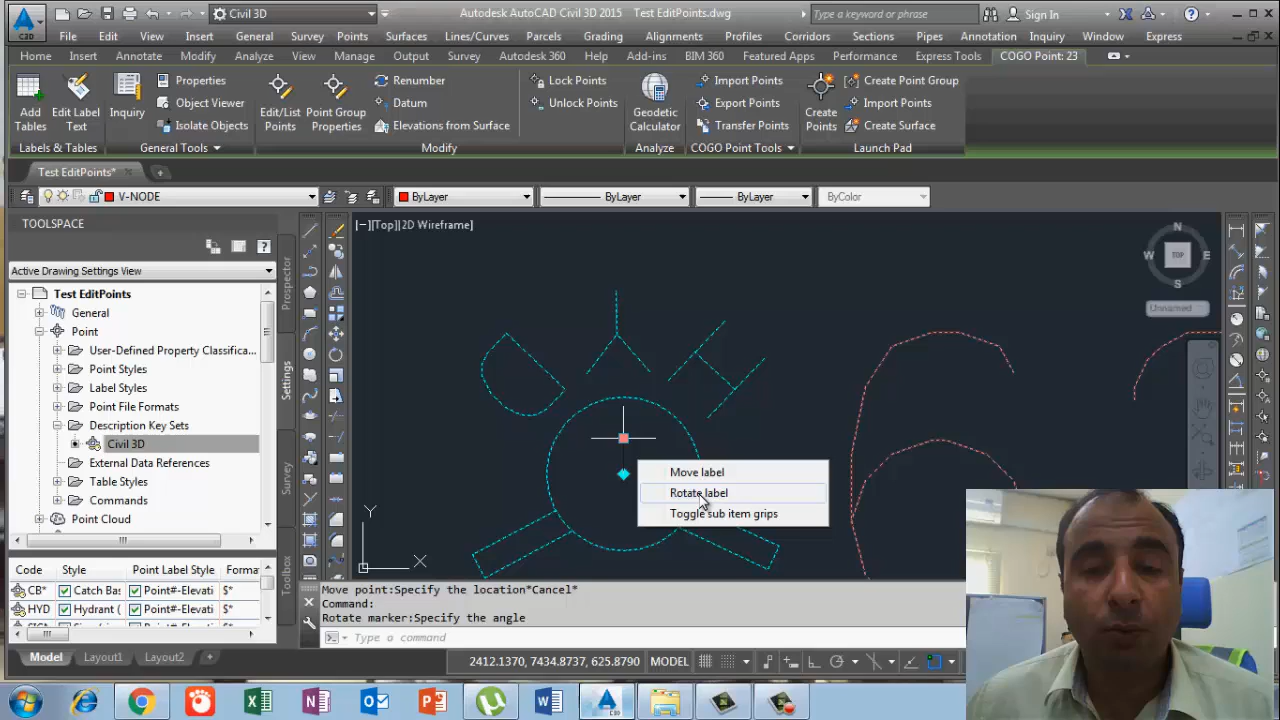 Civil 3D
Autodesk AutoCAD Civil 3D 2015 Test EditPoints.dwg
Type a keyword or phrase
Sign In
C3D
File Edit View Insert General Survey Points Surfaces Lines/Curves Parcels Grading Alignments Profiles Corridors Sections Pipes Annotation Inquiry Window Express
Home Insert Annotate Modify Analyze View Manage Output Survey Autodesk 360 Help Add-ins BIM 360 Featured Apps Express Tools Performance COGO Point: 23
Add Tables
Edit Label Text
Labels & Tables
Inquiry
Properties
Object Viewer
Isolate Objects
General Tools
Edit/List Points
Point Group Properties
Renumber
Datum
Elevations from Surface
Modify
Lock Points
Unlock Points
Geodetic Calculator
Analyze
Import Points
Export Points
Transfer Points
COGO Point Tools
Create Points
Create Point Group
Import Points
Create Surface
Launch Pad
Test EditPoints*
V-NODE
ByLayer
ByLayer
ByLayer
ByColor
TOOLSPACE
Active Drawing Settings View
Test EditPoints
General
Point
User-Defined Property Classifica...
Point Styles
Label Styles
Point File Formats
Description Key Sets
Civil 3D
External Data References
Table Styles
Commands
Point Cloud
Prospector
Settings
Survey
Toolbox
Code Style Point Label Style Forma
CB* Catch Bas Point#-Elevati $*
HYD Hydrant ( Point#-Elevati $*
[−][Top][2D Wireframe]
N
W TOP E
S
Unnamed
Y
X
Move label
Rotate label
Toggle sub item grips
Move point:Specify the location*Cancel*
Command:
Rotate marker:Specify the angle
Type a command
Model Layout1 Layout2
2412.1370, 7434.8737, 625.8790 MODEL